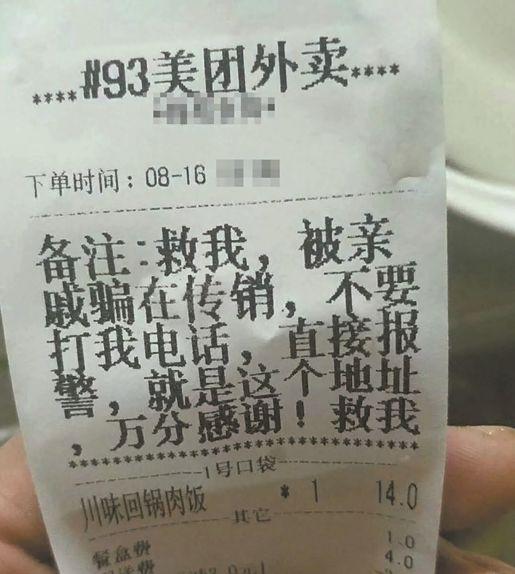 ....#93美团外卖....
下单时间：08-16
备注:救我，被亲
戚骗在传销，不要
打我电话，直接报
警，就是这个地址
，万分感谢！救我
********************************
1号口袋
川味回锅肉饭 * 1 14.0
其它
餐盒费 1.0
4.0